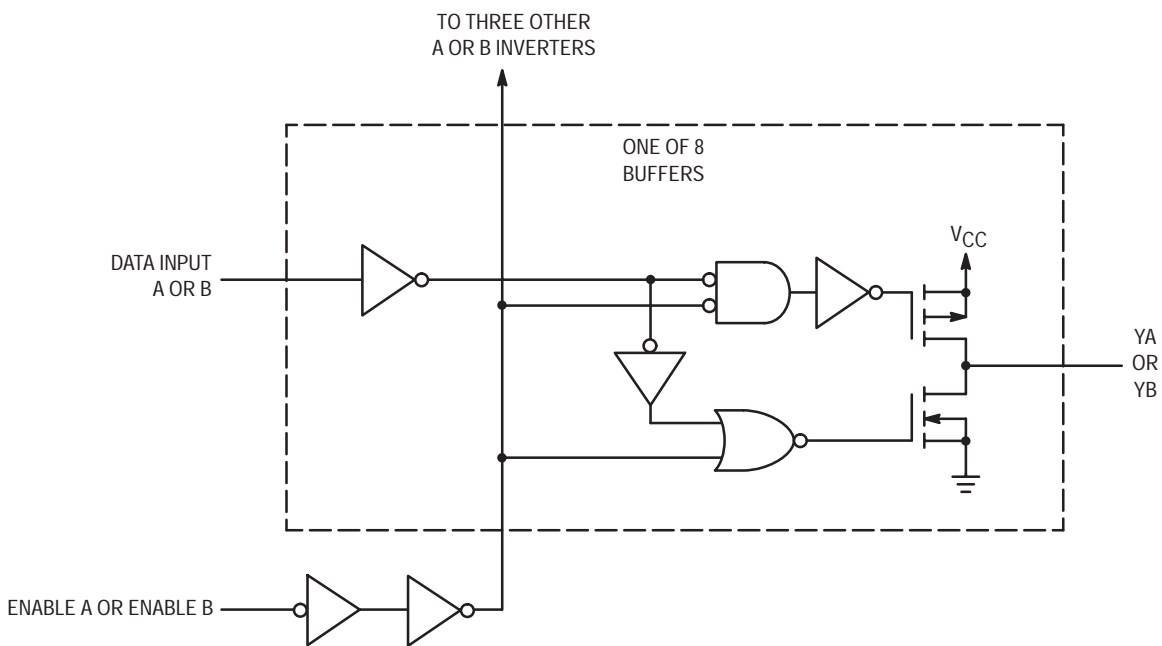 TO THREE OTHER
A OR B INVERTERS
ONE OF 8
BUFFERS
DATA INPUT
A OR B
VCC
YA
OR
YB
ENABLE A OR ENABLE B